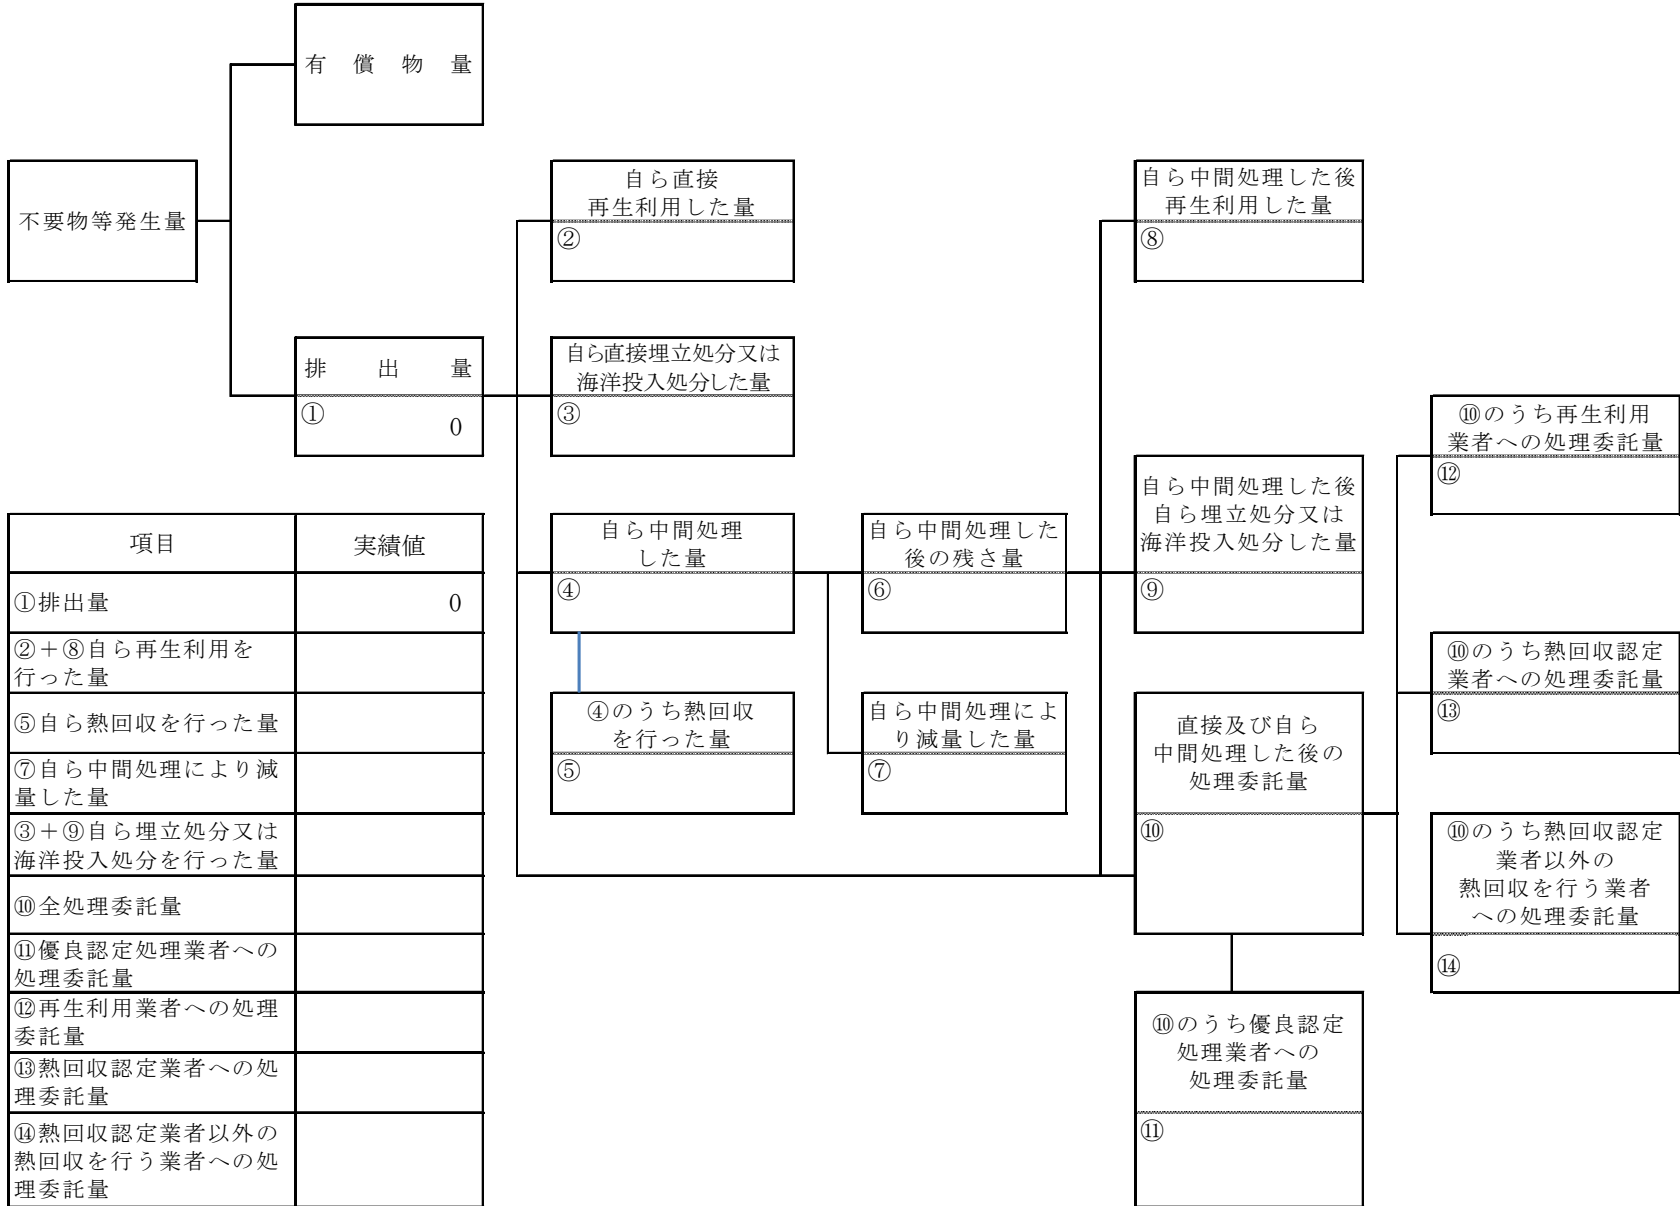 有償物量
不要物等発生量
排出量
①
0
自ら直接
再生利用した量
②
自ら直接埋立処分又は
海洋投入処分した量
③
自ら中間処理
した量
④
④のうち熱回収
を行った量
⑤
自ら中間処理した
後の残さ量
⑥
自ら中間処理によ
り減量した量
⑦
自ら中間処理した後
再生利用した量
⑧
自ら中間処理した後
自ら埋立処分又は
海洋投入処分した量
⑨
直接及び自ら
中間処理した後の
処理委託量
⑩
⑩のうち優良認定
処理業者への
処理委託量
⑪
⑩のうち再生利用
業者への処理委託量
⑫
⑩のうち熱回収認定
業者への処理委託量
⑬
⑩のうち熱回収認定
業者以外の
熱回収を行う業者
への処理委託量
⑭
項目 実績値
①排出量 0
②＋⑧自ら再生利用を
行った量
⑤自ら熱回収を行った量
⑦自ら中間処理により減
量した量
③＋⑨自ら埋立処分又は
海洋投入処分を行った量
⑩全処理委託量
⑪優良認定処理業者への
処理委託量
⑫再生利用業者への処理
委託量
⑬熱回収認定業者への処
理委託量
⑭熱回収認定業者以外の
熱回収を行う業者への処
理委託量